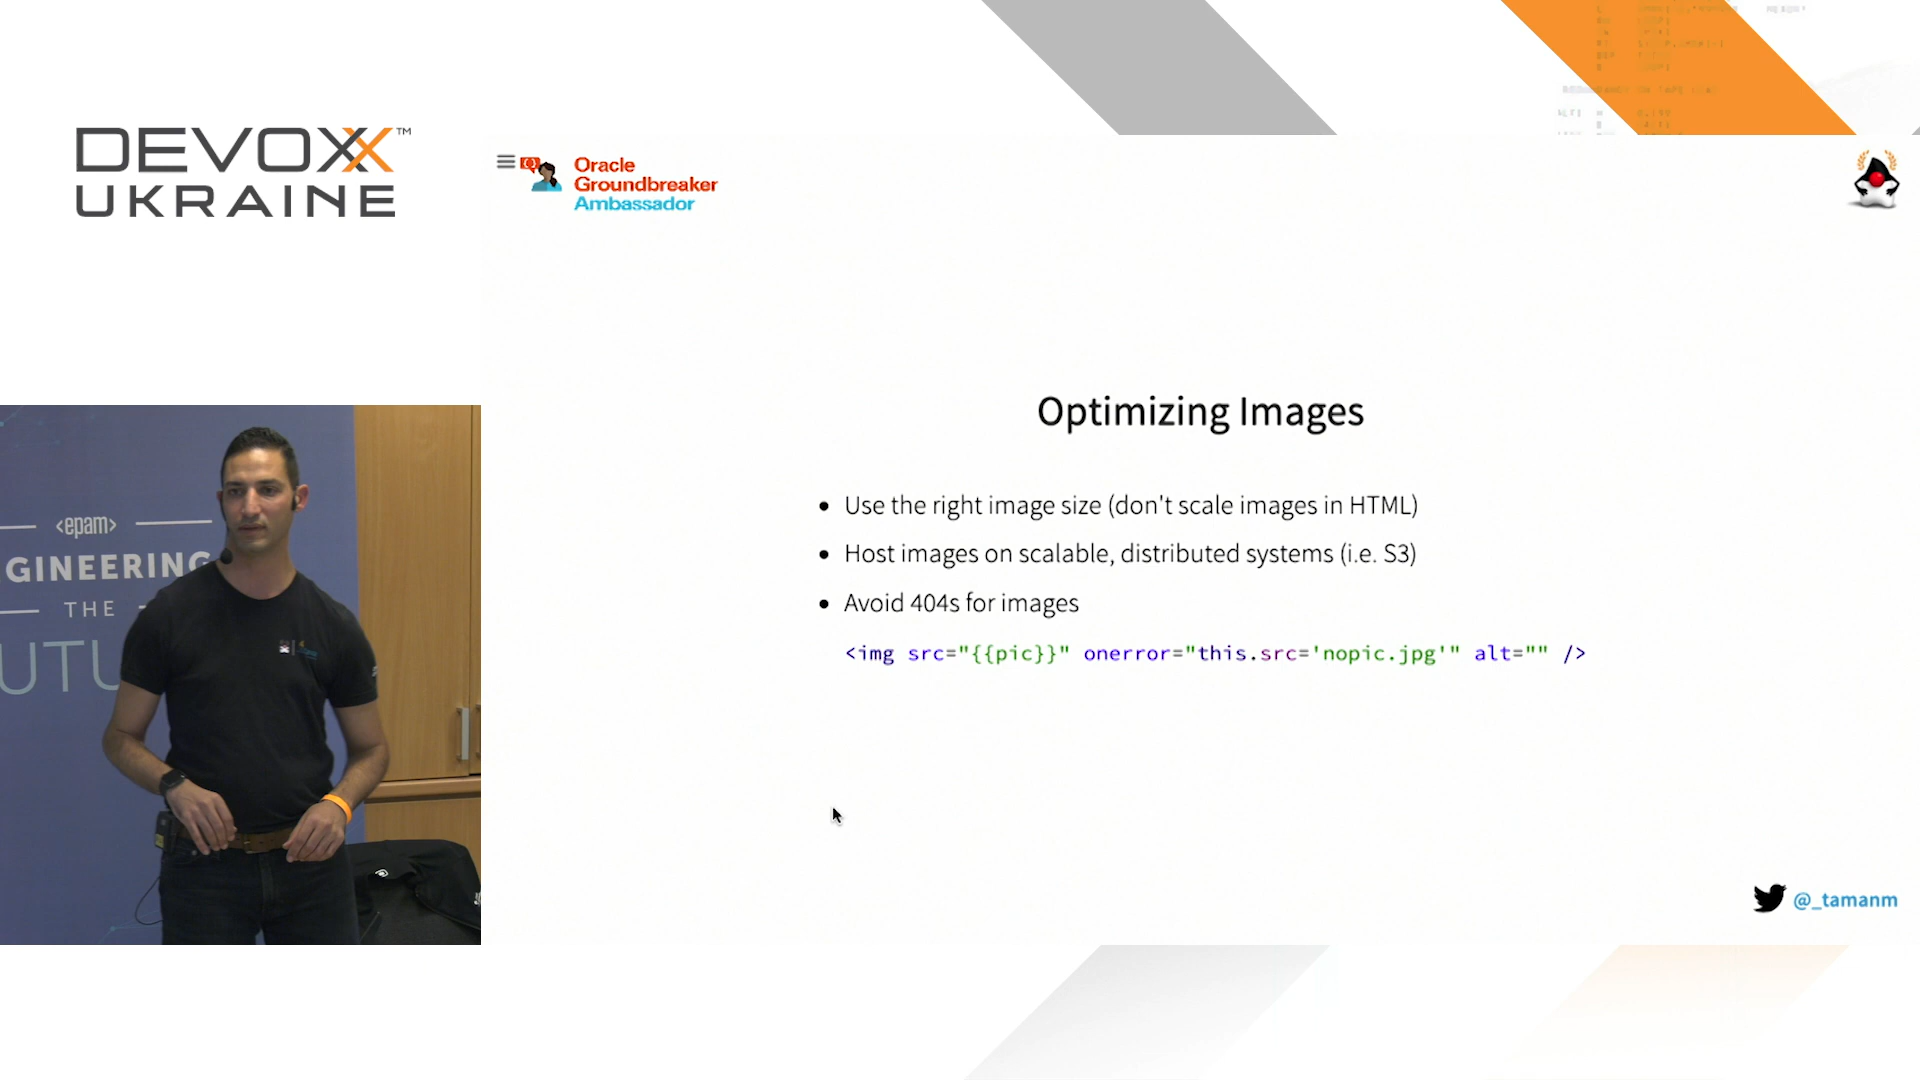 DEVOXX™
UKRAINE
Oracle
Groundbreaker
Ambassador
<epam>
GINEERING
THE
UTU
Optimizing Images
• Use the right image size (don't scale images in HTML)
• Host images on scalable, distributed systems (i.e. S3)
• Avoid 404s for images
<img src="{{pic}}" onerror="this.src='nopic.jpg'" alt="" />
@_tamanm